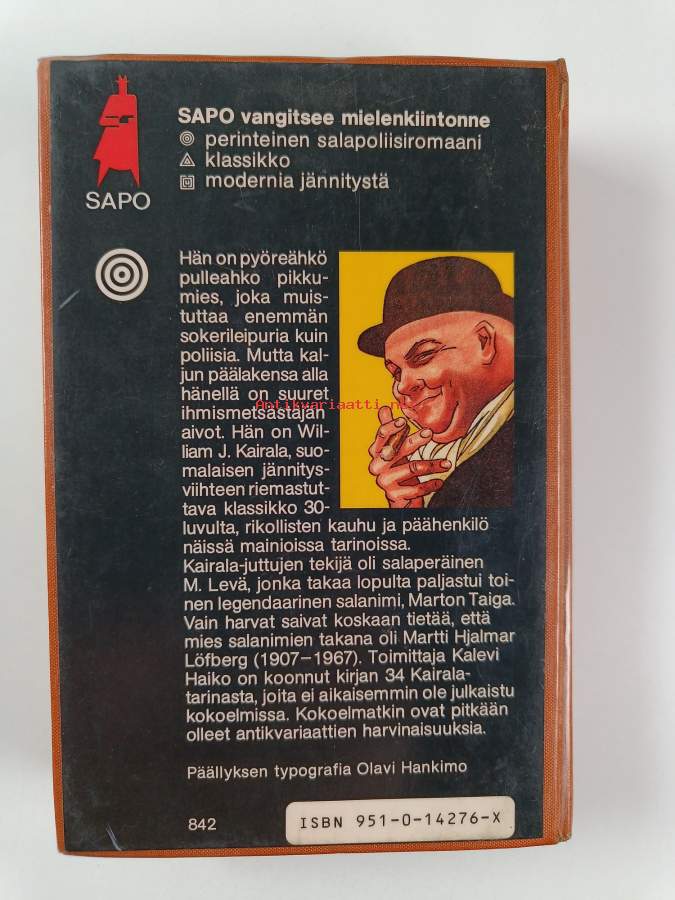 SAPO
SAPO vangitsee mielenkiintonne
perinteinen salapoliisiromaani
klassikko
modernia jännitystä
Hän on pyöreähkö
pulleahko pikku-
mies, joka muis-
tuttaa enemmän
sokerileipuria kuin
poliisia. Mutta kal-
jun päälakensa alla
hänellä on suuret
ihmismetsästäjän
aivot. Hän on Wil-
liam J. Kairala, suo-
malaisen jännitys-
viihteen riemastut-
tava klassikko 30-
luvulta, rikollisten kauhu ja päähenkilö
näissä mainioissa tarinoissa.
Kairala-juttujen tekijä oli salaperäinen
M. Levä, jonka takaa lopulta paljastui toi-
nen legendaarinen salanimi, Marton Taiga.
Vain harvat saivat koskaan tietää, että
mies salanimien takana oli Martti Hjalmar
Löfberg (1907–1967). Toimittaja Kalevi
Haiko on koonnut kirjan 34 Kairala-
tarinasta, joita ei aikaisemmin ole julkaistu
kokoelmissa. Kokoelmatkin ovat pitkään
olleet antikvariaattien harvinaisuuksia.
Päällyksen typografia Olavi Hankimo
842
ISBN 951-0-14276-X